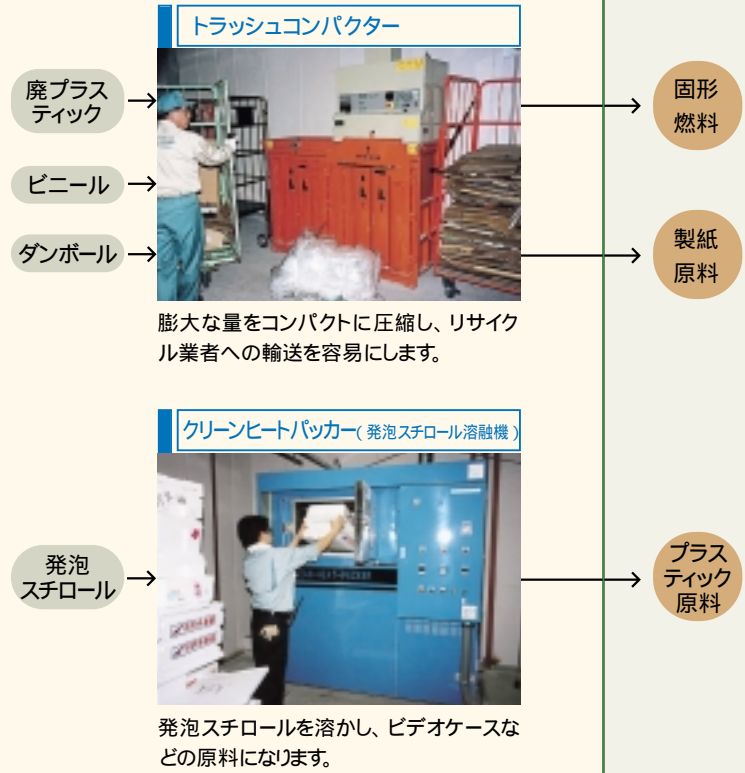 トラッシュコンパクター
廃プラス
ティック
ビニール
ダンボール
固形
燃料
製紙
原料
膨大な量をコンパクトに圧縮し、リサイク
ル業者への輸送を容易にします。
クリーンヒートパッカー(発泡スチロール溶融機)
発泡
スチロール
プラス
ティック
原料
発泡スチロールを溶かし、ビデオケースな
どの原料になります。